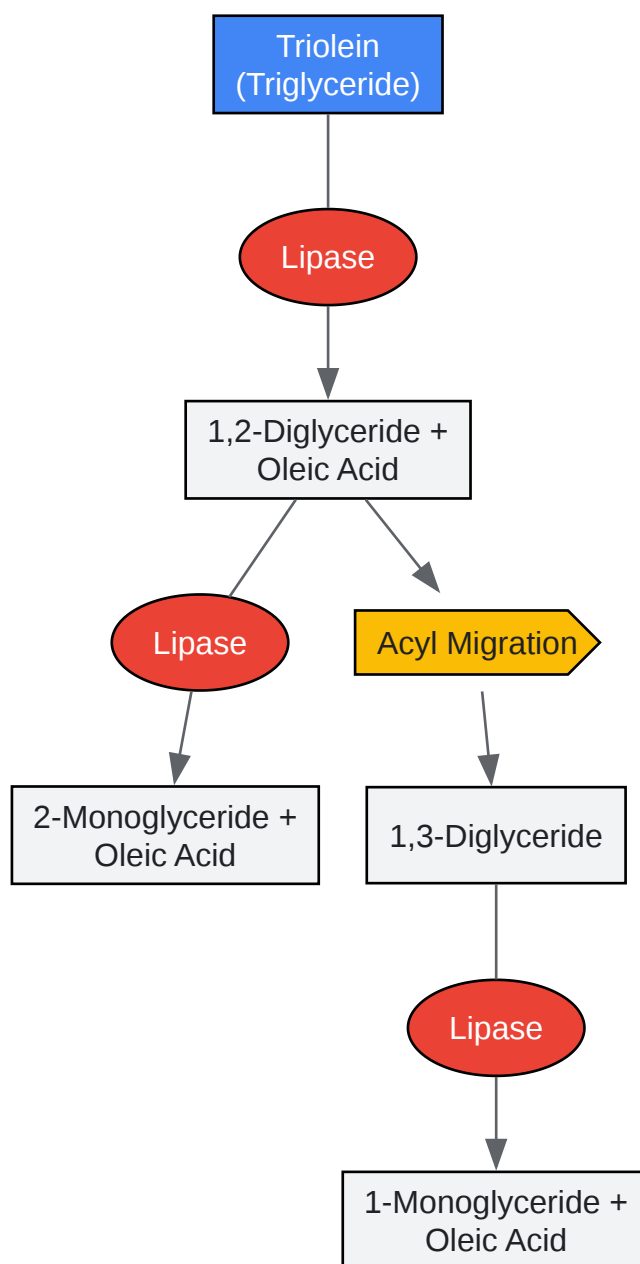 Triolein
(Triglyceride)
Lipase
1,2-Diglyceride +
Oleic Acid
Lipase
Acyl Migration
2-Monoglyceride +
Oleic Acid
1,3-Diglyceride
Lipase
1-Monoglyceride +
Oleic Acid